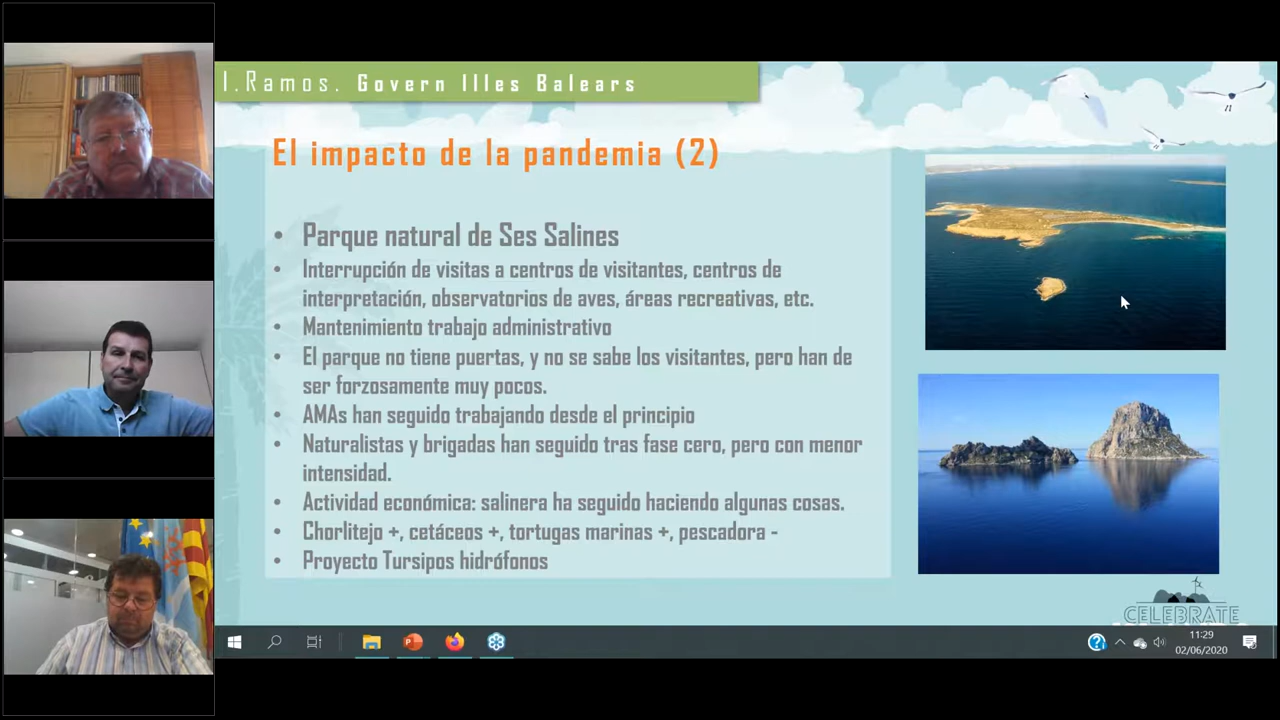 I.Ramos. Govern Illes Balears
El impacto de la pandemia (2)
• Parque natural de Ses Salines
• Interrupción de visitas a centros de visitantes, centros de
interpretación, observatorios de aves, áreas recreativas, etc.
• Mantenimiento trabajo administrativo
• El parque no tiene puertas, y no se sabe los visitantes, pero han de
ser forzosamente muy pocos.
• AMAs han seguido trabajando desde el principio
• Naturalistas y brigadas han seguido tras fase cero, pero con menor
intensidad.
• Actividad económica: salinera ha seguido haciendo algunas cosas.
• Chorlitejo +, cetáceos +, tortugas marinas +, pescadora -
• Proyecto Tursipos hidrófonos
CELEBRATE
11:29
02/06/2020